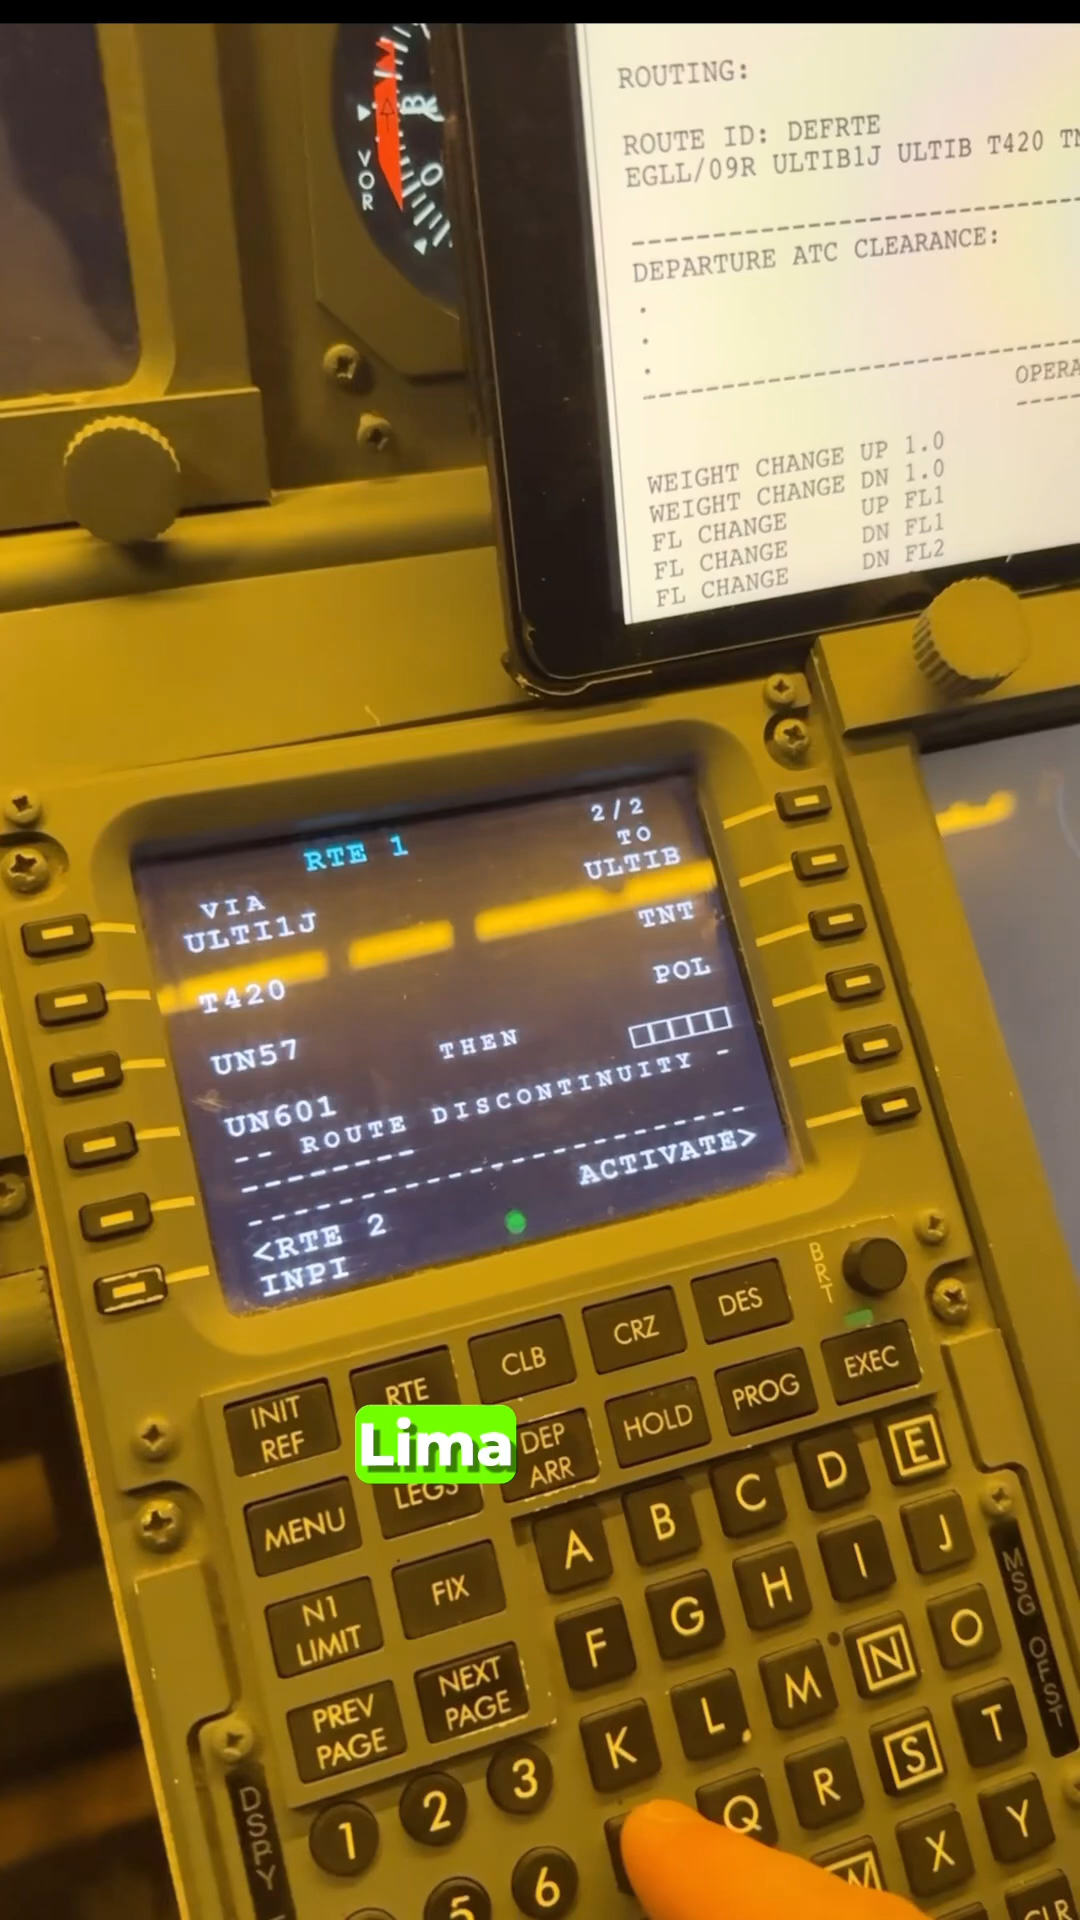 ROUTING:
ROUTE ID: DEFRTE
EGLL/09R ULTIB1J ULTIB T420
DEPARTURE ATC CLEARANCE:
.
.
.
WEIGHT CHANGE UP 1.0
WEIGHT CHANGE DN 1.0
FL CHANGE UP FL1
FL CHANGE DN FL1
FL CHANGE DN FL2
VOR
RTE 1 2/2
VIA TO
ULTI1J ULTIB
T420 TNT
UN57 POL
THEN
UN601 □□□□□
-- ROUTE DISCONTINUITY -
ACTIVATE>
<RTE 2
INPI
BRT
INIT REF
RTE
CLB
CRZ
DES
MENU
LEGS
DEP ARR
HOLD
PROG
EXEC
Lima
N1 LIMIT
FIX
PREV PAGE
NEXT PAGE
A B C D E
F G H I J
K L M N O
Q R S T
X Y
1 2 3
5 6
CLR
DSPY
MSG
OFST